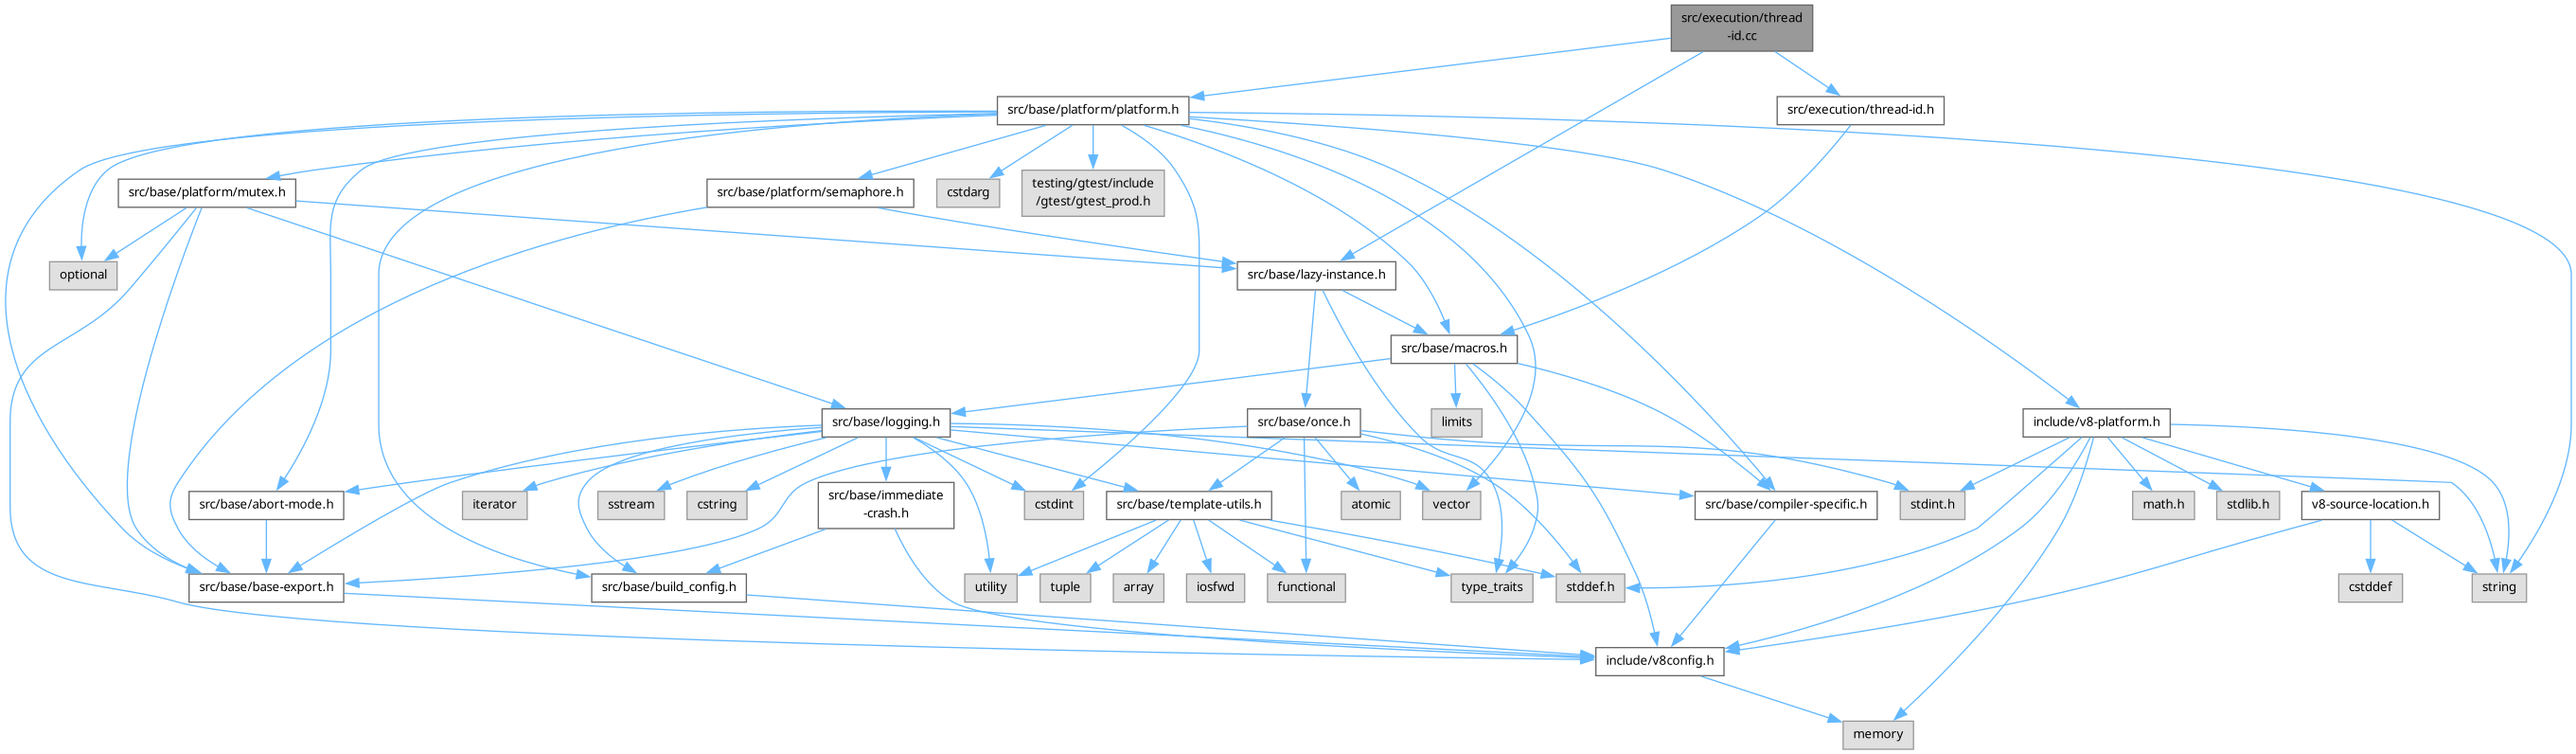 src/execution/thread
-id.cc
src/base/platform/platform.h
src/execution/thread-id.h
src/base/platform/mutex.h
src/base/platform/semaphore.h
cstdarg
testing/gtest/include
/gtest/gtest_prod.h
optional
src/base/lazy-instance.h
src/base/macros.h
src/base/logging.h
src/base/once.h
limits
include/v8-platform.h
src/base/abort-mode.h
iterator
sstream
cstring
src/base/immediate
-crash.h
cstdint
src/base/template-utils.h
atomic
vector
src/base/compiler-specific.h
stdint.h
math.h
stdlib.h
v8-source-location.h
src/base/base-export.h
src/base/build_config.h
utility
tuple
array
iosfwd
functional
type_traits
stddef.h
cstddef
string
include/v8config.h
memory